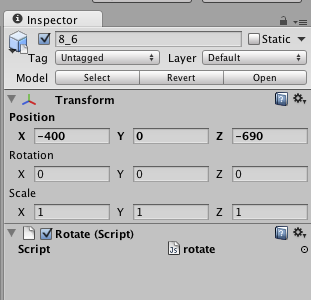 Inspector
8_6
Static
Tag Untagged Layer Default
Model Select Revert Open
Transform
Position
X -400 Y 0 Z -690
Rotation
X 0 Y 0 Z 0
Scale
X 1 Y 1 Z 1
Rotate (Script)
Script rotate